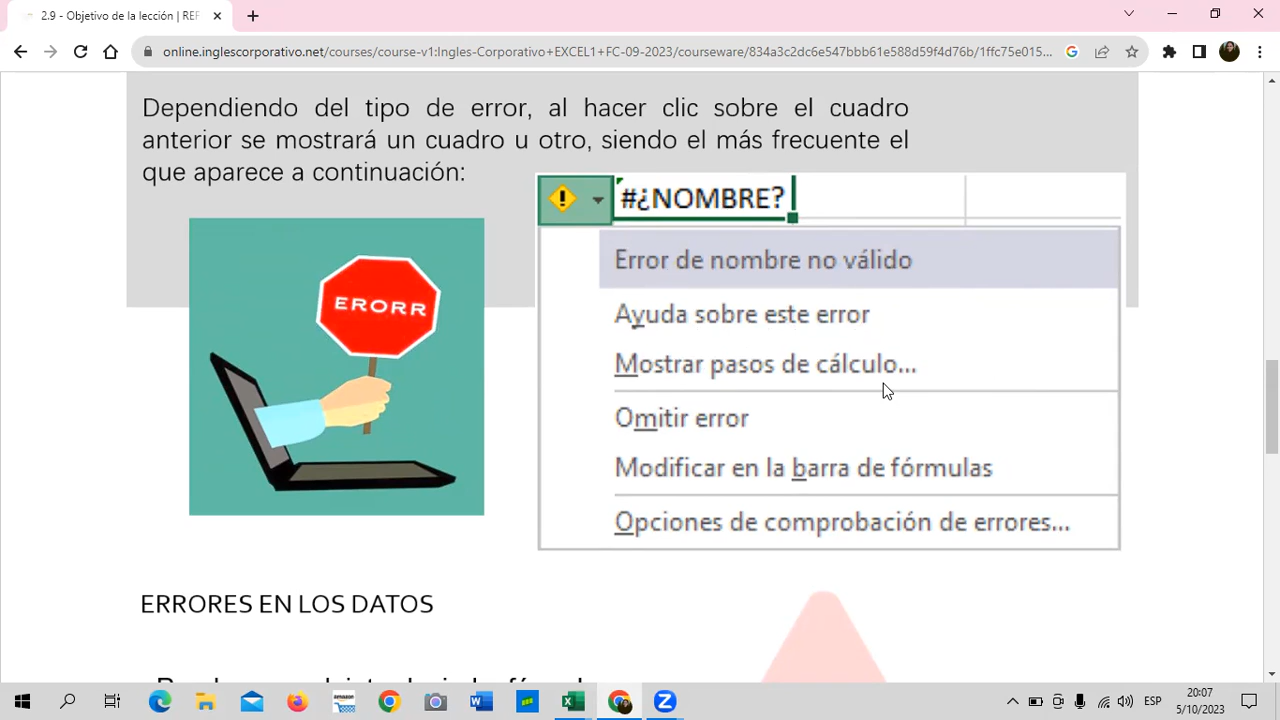 2.9 - Objetivo de la lección | REF
online.inglescorporativo.net/courses/course-v1:Ingles-Corporativo+EXCEL1+FC-09-2023/courseware/834a3c2dc6e547bbb61e588d59f4d76b/1ffc75e015...
Dependiendo del tipo de error, al hacer clic sobre el cuadro
anterior se mostrará un cuadro u otro, siendo el más frecuente el
que aparece a continuación:
#¿NOMBRE?
Error de nombre no válido
Ayuda sobre este error
Mostrar pasos de cálculo...
Omitir error
Modificar en la barra de fórmulas
Opciones de comprobación de errores...
ERORR
ERRORES EN LOS DATOS
ESP
20:07
5/10/2023